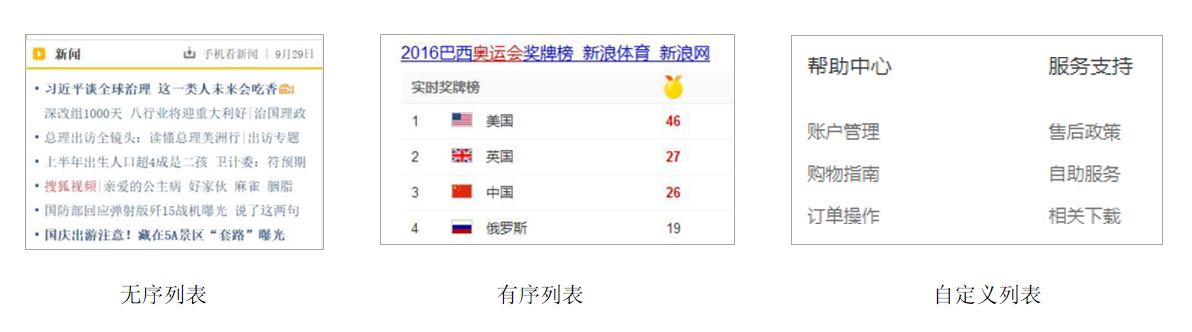 新闻 手机看新闻 | 9月29日
• 习近平谈全球治理 这一类人未来会吃香
深改组1000天 八行业将迎重大利好|治国理政
• 总理出访全镜头：读懂总理美洲行|出访专题
• 上半年出生人口超4成是二孩 卫计委：符预期
• 搜狐视频|亲爱的公主病 好家伙 麻雀 胭脂
• 国防部回应弹射版歼15战机曝光 说了这两句
• 国庆出游注意！藏在5A景区“套路”曝光
无序列表
2016巴西奥运会奖牌榜_新浪体育_新浪网
实时奖牌榜
1 美国 46
2 英国 27
3 中国 26
4 俄罗斯 19
有序列表
帮助中心 服务支持
账户管理 售后政策
购物指南 自助服务
订单操作 相关下载
自定义列表